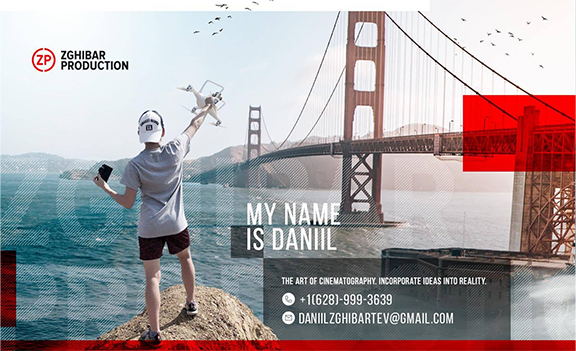 ZP
ZGHIBAR
PRODUCTION
MY NAME
IS DANIIL
THE ART OF CINEMATOGRAPHY. INCORPORATE IDEAS INTO REALITY.
+1(628)-999-3639
DANIILZGHIBARTEV@GMAIL.COM